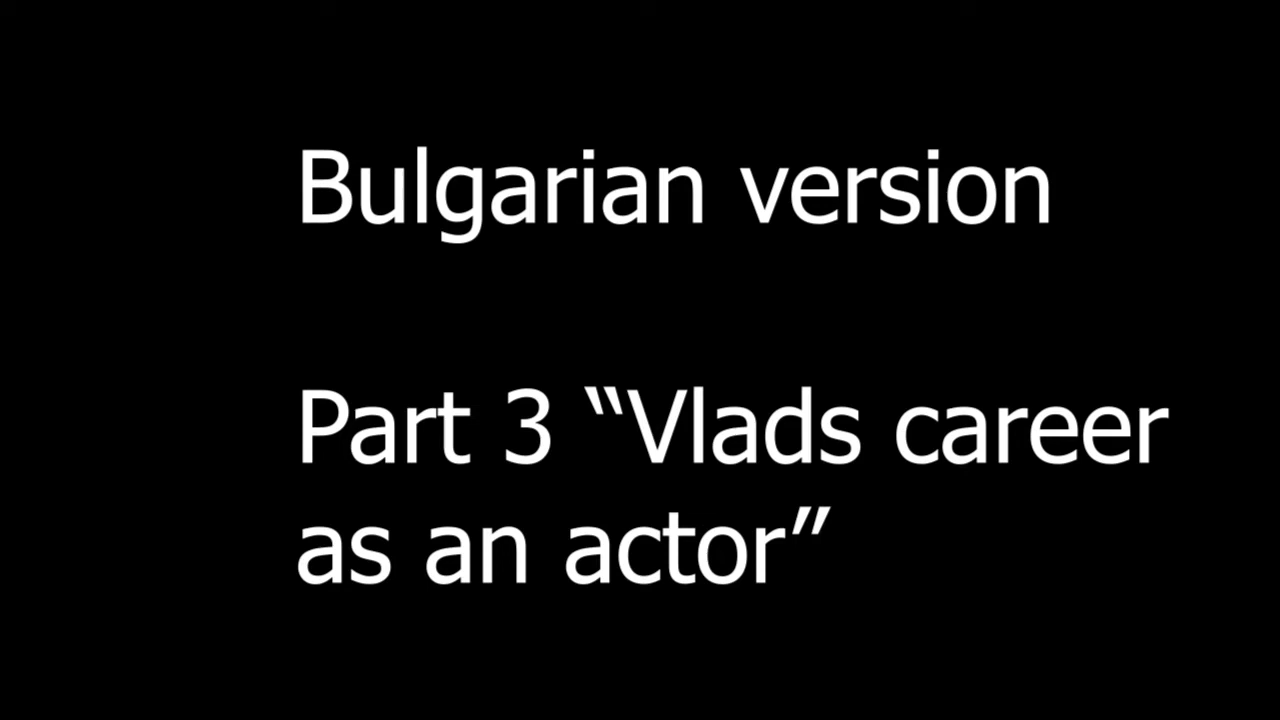 Bulgarian version
Part 3 “Vlads career
as an actor”